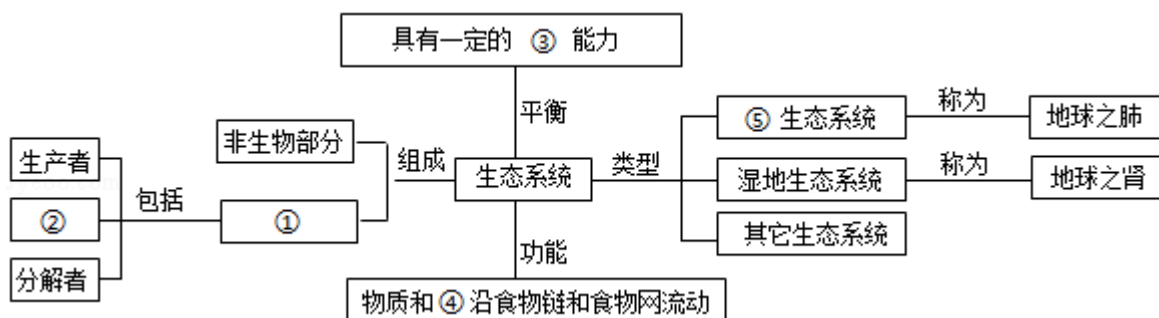 具有一定的 ③ 能力
平衡
⑤ 生态系统
称为
地球之肺
非生物部分
生产者
组成
生态系统
类型
湿地生态系统
称为
地球之肾
包括
②
①
其它生态系统
功能
分解者
物质和 ④ 沿食物链和食物网流动